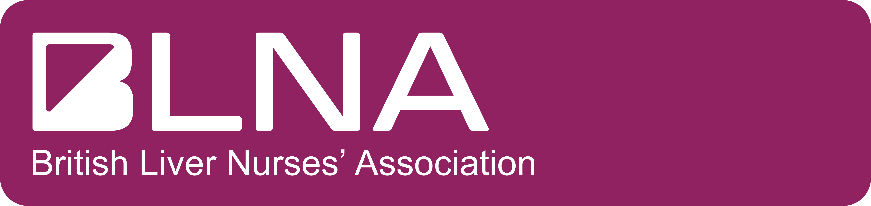 BLNA
British Liver Nurses’ Association